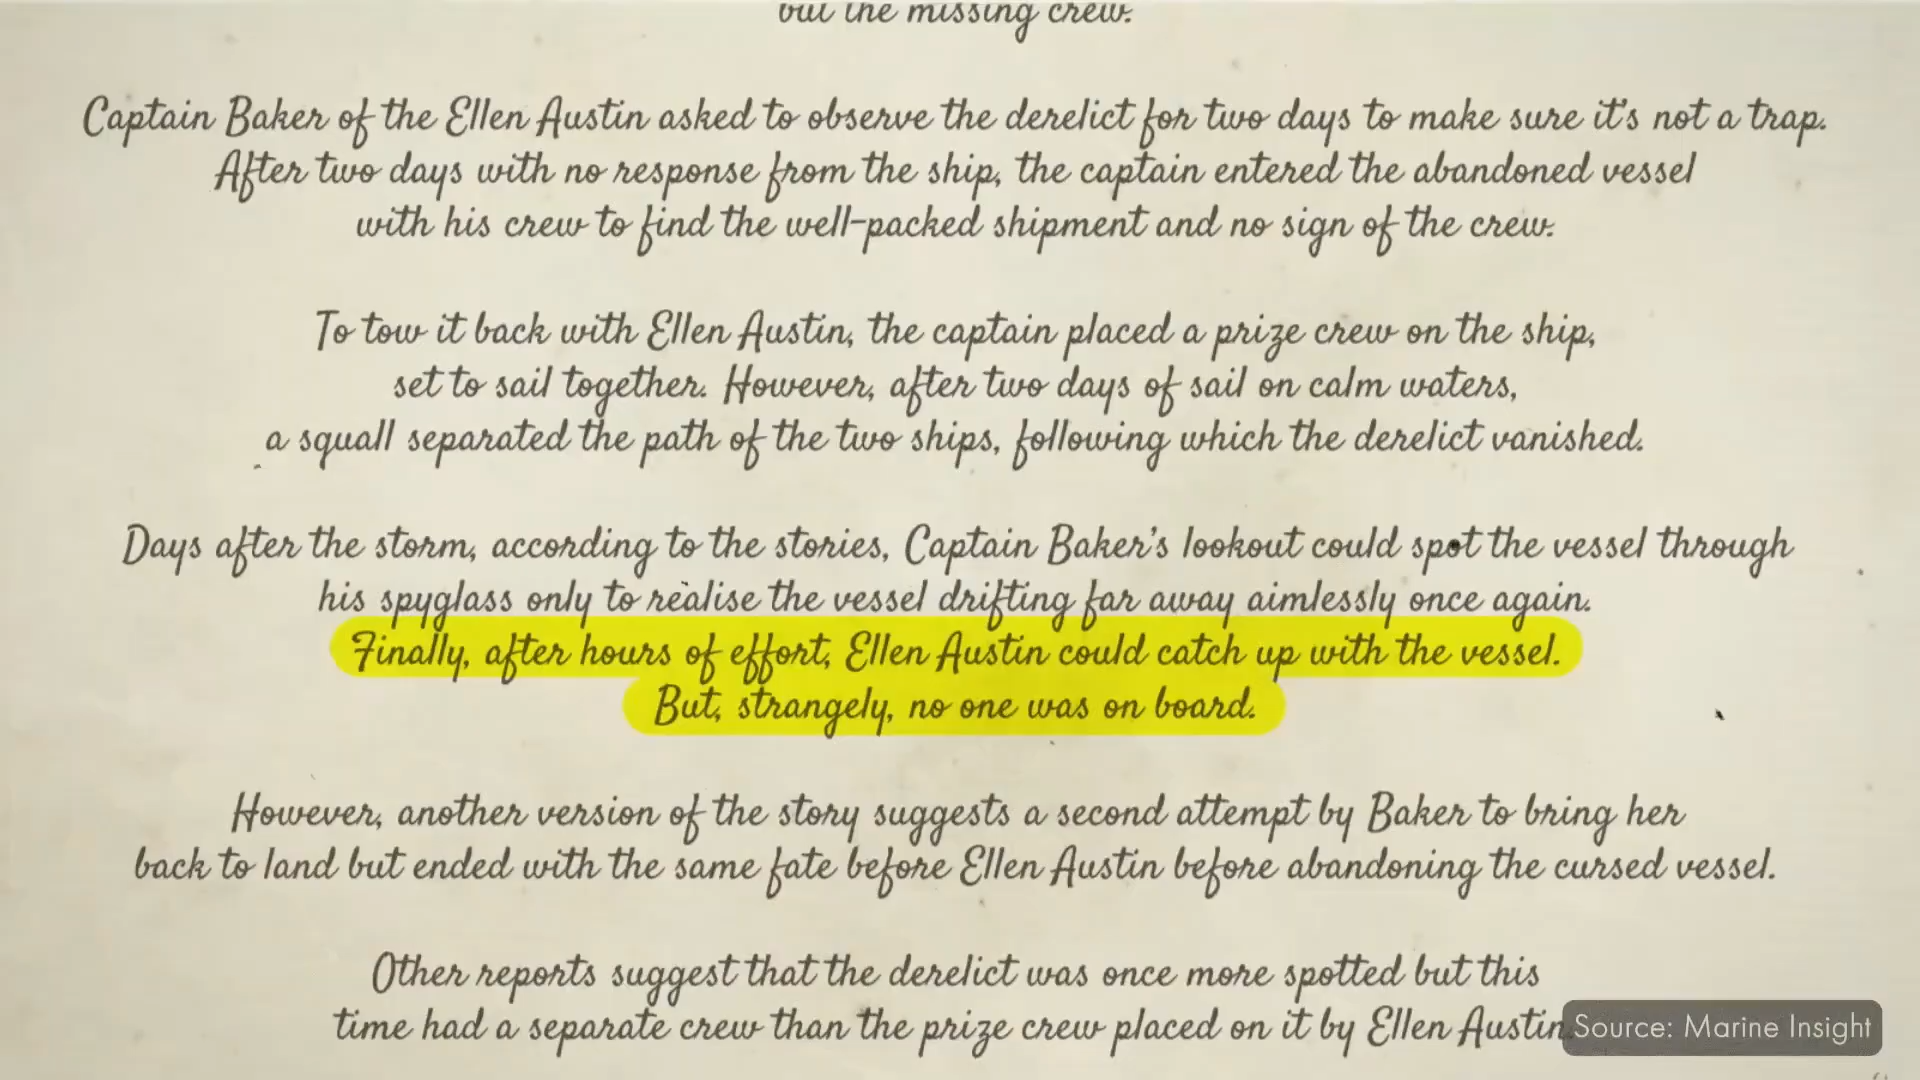 but the missing crew.
Captain Baker of the Ellen Austin asked to observe the derelict for two days to make sure it's not a trap.
After two days with no response from the ship, the captain entered the abandoned vessel
with his crew to find the well-packed shipment and no sign of the crew.
To tow it back with Ellen Austin, the captain placed a prize crew on the ship,
set to sail together. However, after two days of sail on calm waters,
a squall separated the path of the two ships, following which the derelict vanished.
Days after the storm, according to the stories, Captain Baker's lookout could spot the vessel through
his spyglass only to realise the vessel drifting far away aimlessly once again.
Finally, after hours of effort, Ellen Austin could catch up with the vessel.
But, strangely, no one was on board.
However, another version of the story suggests a second attempt by Baker to bring her
back to land but ended with the same fate before Ellen Austin before abandoning the cursed vessel.
Other reports suggest that the derelict was once more spotted but this
time had a separate crew than the prize crew placed on it by Ellen Austin.
Source: Marine Insight